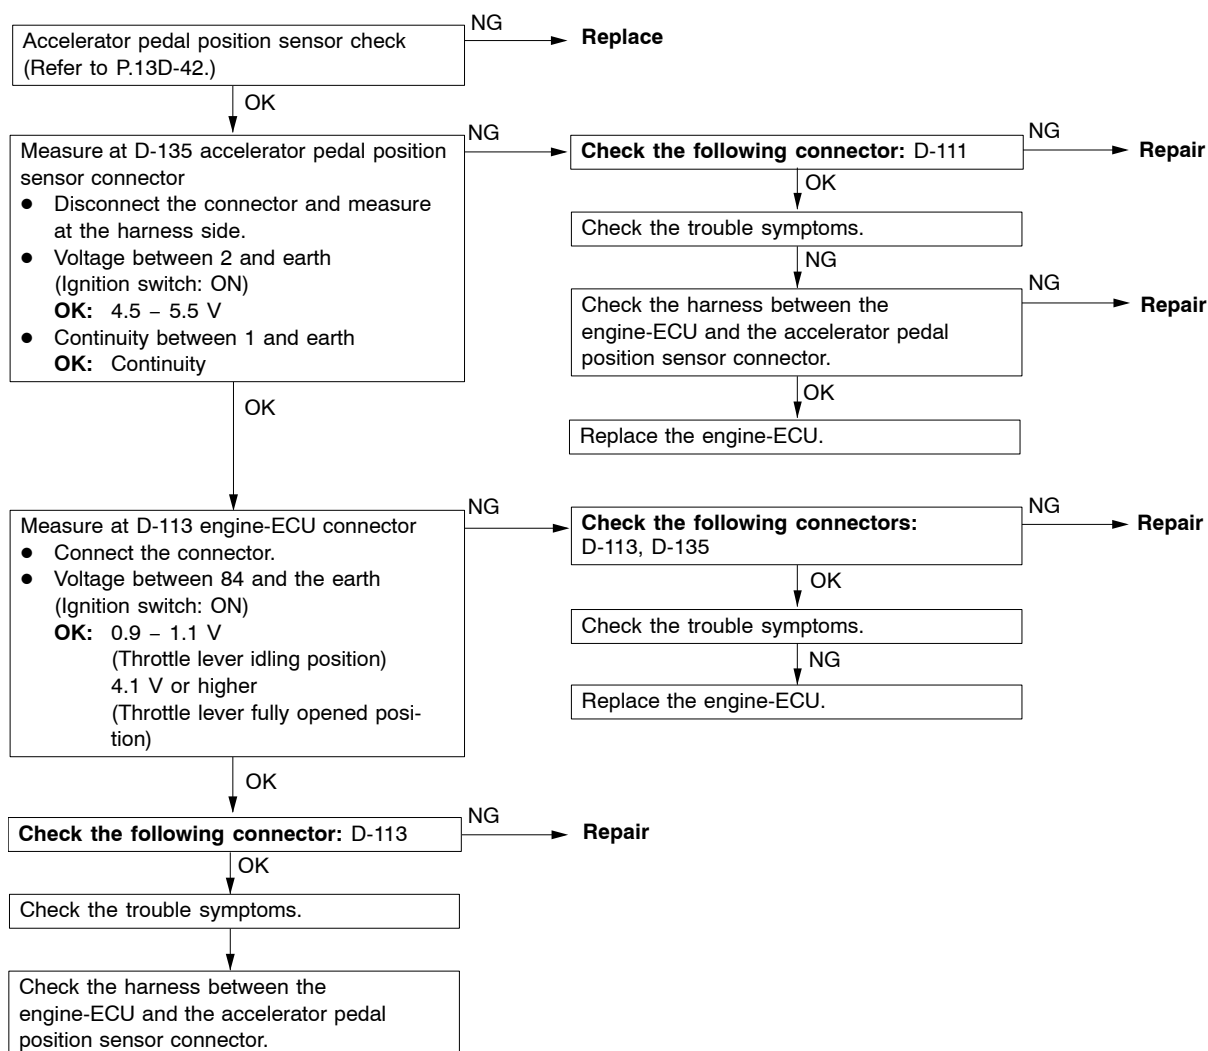 Accelerator pedal position sensor check
(Refer to P.13D-42.)
NG
Replace
OK
Measure at D-135 accelerator pedal position
sensor connector
● Disconnect the connector and measure
at the harness side.
● Voltage between 2 and earth
(Ignition switch: ON)
OK: 4.5 – 5.5 V
● Continuity between 1 and earth
OK: Continuity
NG
Check the following connector: D-111
NG
Repair
OK
Check the trouble symptoms.
NG
Check the harness between the
engine-ECU and the accelerator pedal
position sensor connector.
NG
Repair
OK
Replace the engine-ECU.
OK
Measure at D-113 engine-ECU connector
● Connect the connector.
● Voltage between 84 and the earth
(Ignition switch: ON)
OK: 0.9 – 1.1 V
(Throttle lever idling position)
4.1 V or higher
(Throttle lever fully opened posi-
tion)
NG
Check the following connectors:
D-113, D-135
NG
Repair
OK
Check the trouble symptoms.
NG
Replace the engine-ECU.
OK
Check the following connector: D-113
NG
Repair
OK
Check the trouble symptoms.
Check the harness between the
engine-ECU and the accelerator pedal
position sensor connector.